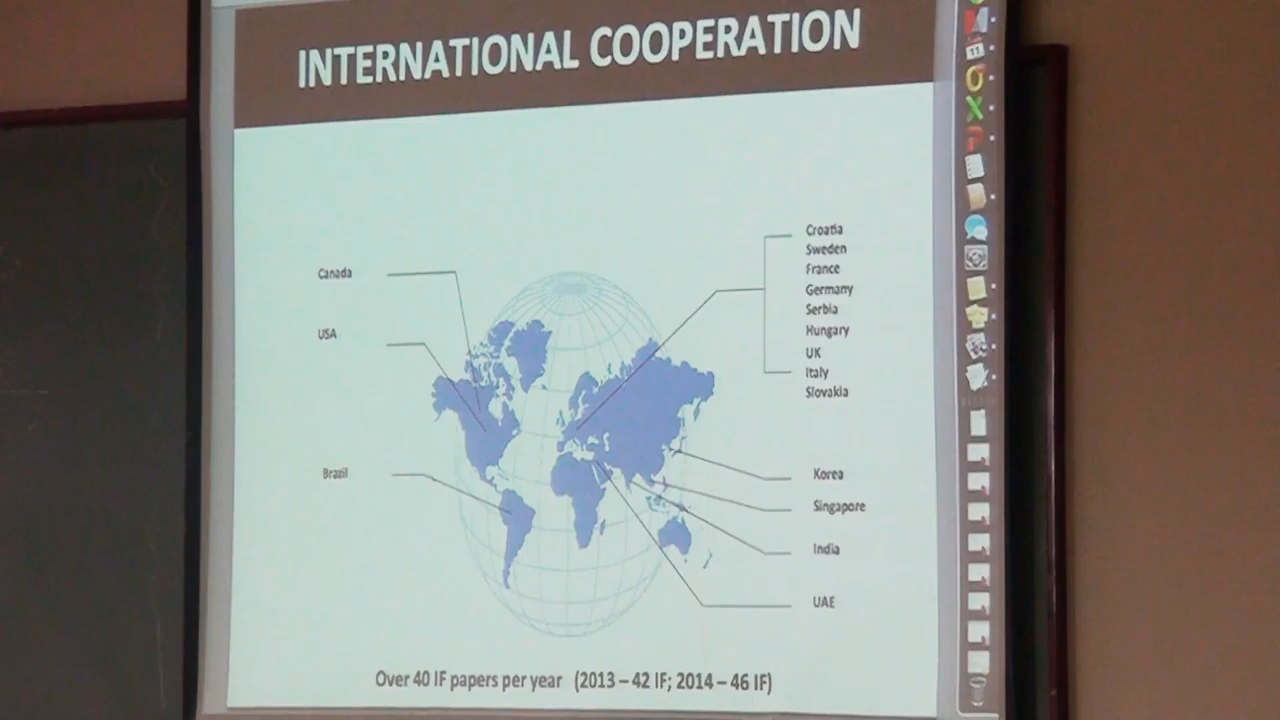 INTERNATIONAL COOPERATION
Canada
USA
Brazil
Croatia
Sweden
France
Germany
Serbia
Hungary
UK
Italy
Slovakia
Korea
Singapore
India
UAE
Over 40 IF papers per year (2013 – 42 IF; 2014 – 46 IF)
11